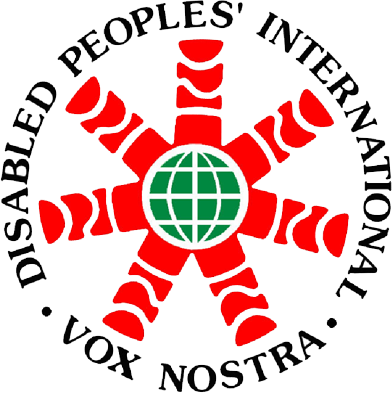 DISABLED PEOPLES' INTERNATIONAL
• VOX NOSTRA •